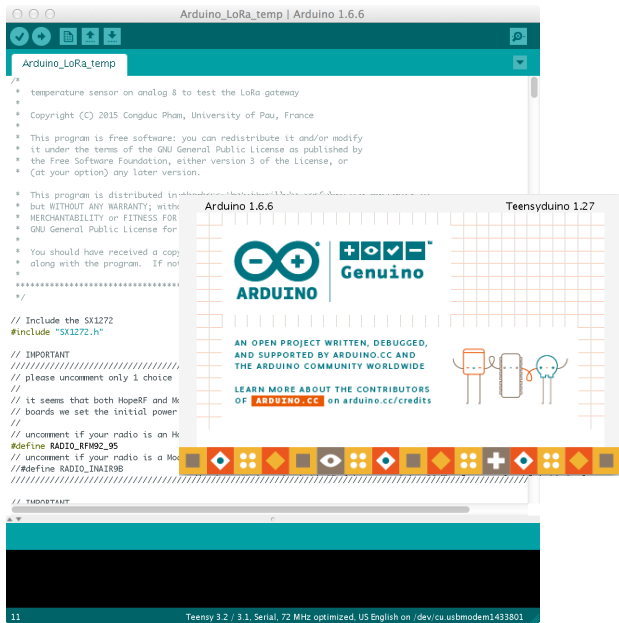 Arduino_LoRa_temp | Arduino 1.6.6
Arduino_LoRa_temp
/*
 *  temperature sensor on analog 8 to test the LoRa gateway
 *
 *  Copyright (C) 2015 Congduc Pham, University of Pau, France
 *
 *  This program is free software: you can redistribute it and/or modify
 *  it under the terms of the GNU General Public License as published by
 *  the Free Software Foundation, either version 3 of the License, or
 *  (at your option) any later version.
 *
 *  This program is distributed in
 *  but WITHOUT ANY WARRANTY;
 *  MERCHANTABILITY or FITNESS FOR
 *  GNU General Public License for
 *
 *  You should have received a copy
 *  along with the program.  If not
 *
 ***********************************
 */
// Include the SX1272
#include "SX1272.h"
// IMPORTANT
///////////////////////////////////
// please uncomment only 1 choice
//
// it seems that both HopeRF and
// boards we set the initial power
//
// uncomment if your radio is an
#define RADIO_RFM92_95
// uncomment if your radio is a
//#define RADIO_INAIR9B
////////////////////////////////////////////////////////////////////////////////
// IMPORTANT
Arduino 1.6.6
Teensyduino 1.27
ARDUINO
Genuino
™
AN OPEN PROJECT WRITTEN, DEBUGGED,
AND SUPPORTED BY ARDUINO.CC AND
THE ARDUINO COMMUNITY WORLDWIDE
LEARN MORE ABOUT THE CONTRIBUTORS
OF ARDUINO.CC on arduino.cc/credits
11
Teensy 3.2 / 3.1, Serial, 72 MHz optimized, US English on /dev/cu.usbmodem1433801